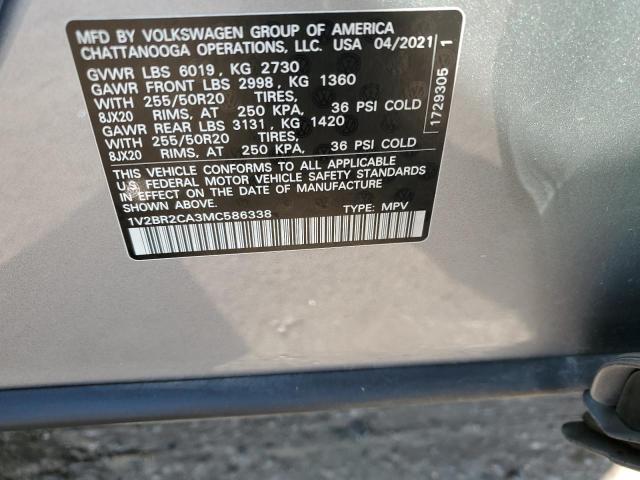 MFD BY VOLKSWAGEN GROUP OF AMERICA
CHATTANOOGA OPERATIONS, LLC. USA 04/2021
GVWR LBS 6019, KG 2730
GAWR FRONT LBS 2998, KG 1360
WITH 255/50R20 TIRES,
8JX20 RIMS, AT 250 KPA, 36 PSI COLD
GAWR REAR LBS 3131, KG 1420
WITH 255/50R20 TIRES,
8JX20 RIMS, AT 250 KPA, 36 PSI COLD
THIS VEHICLE CONFORMS TO ALL APPLICABLE
U.S. FEDERAL MOTOR VEHICLE SAFETY STANDARDS
IN EFFECT ON THE DATE OF MANUFACTURE
SHOWN ABOVE.
1V2BR2CA3MC586338 TYPE: MPV
1729305 1